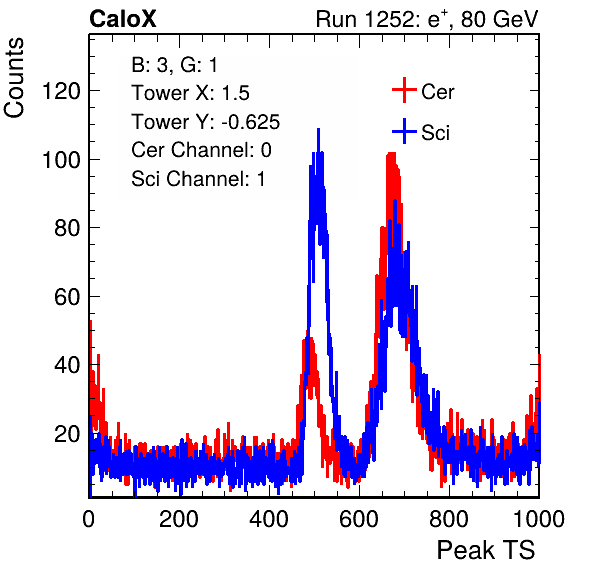 CaloX Run 1252: e+, 80 GeV
Counts
B: 3, G: 1
Tower X: 1.5
Tower Y: -0.625
Cer Channel: 0
Sci Channel: 1
Cer
Sci
120
100
80
60
40
20
0 200 400 600 800 1000
Peak TS